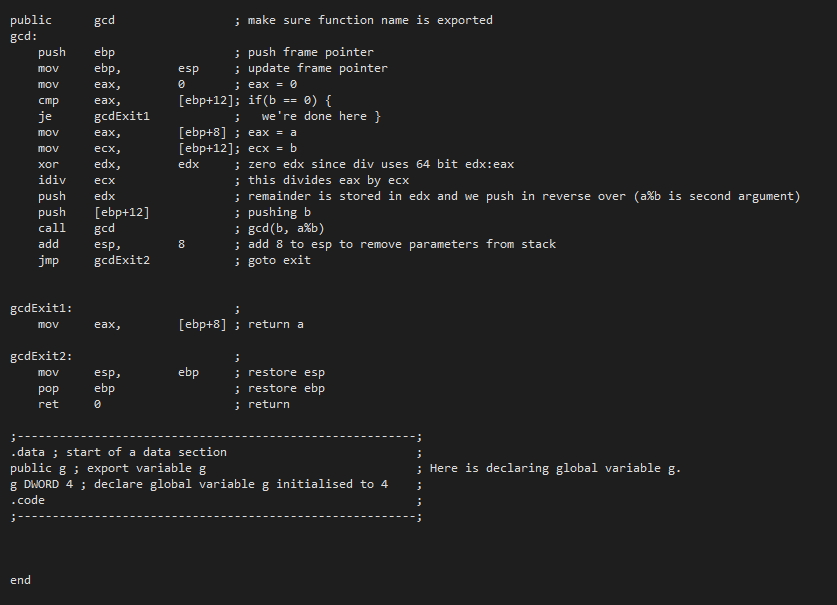 public      gcd                 ; make sure function name is exported
gcd:
    push    ebp                 ; push frame pointer
    mov     ebp,        esp     ; update frame pointer
    mov     eax,        0       ; eax = 0
    cmp     eax,        [ebp+12]; if(b == 0) {
    je      gcdExit1            ;   we're done here }
    mov     eax,        [ebp+8] ; eax = a
    mov     ecx,        [ebp+12]; ecx = b
    xor     edx,        edx     ; zero edx since div uses 64 bit edx:eax
    idiv    ecx                 ; this divides eax by ecx
    push    edx                 ; remainder is stored in edx and we push in reverse over (a%b is second argument)
    push    [ebp+12]            ; pushing b
    call    gcd                 ; gcd(b, a%b)
    add     esp,        8       ; add 8 to esp to remove parameters from stack
    jmp     gcdExit2            ; goto exit
gcdExit1:                       ;
    mov     eax,        [ebp+8] ; return a
gcdExit2:                       ;
    mov     esp,        ebp     ; restore esp
    pop     ebp                 ; restore ebp
    ret     0                   ; return
;---------------------------------------------------------;
.data ; start of a data section                           ;
public g ; export variable g                              ; Here is declaring global variable g.
g DWORD 4 ; declare global variable g initialised to 4    ;
.code                                                     ;
;---------------------------------------------------------;
end